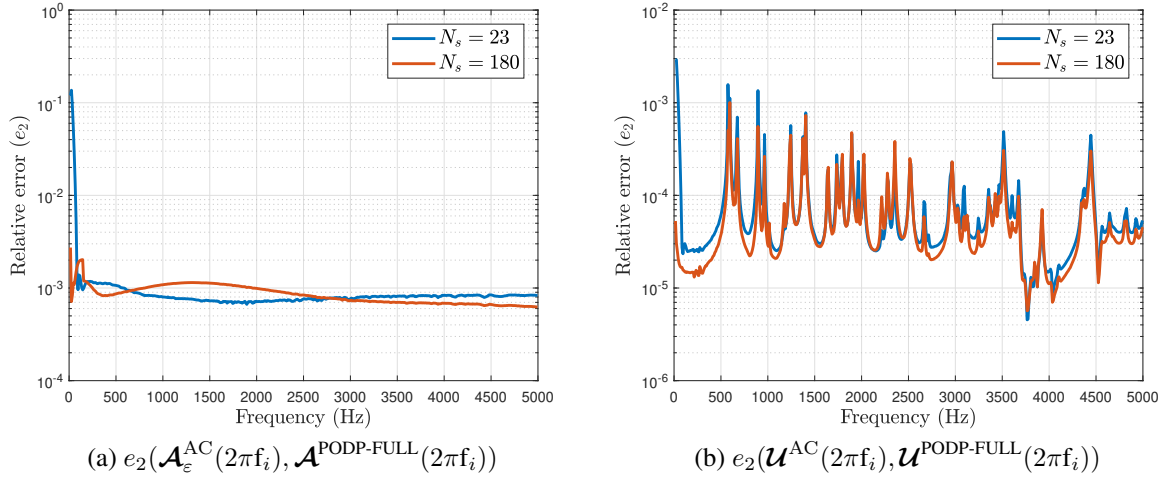 10^0
10^{-1}
10^{-2}
10^{-3}
10^{-4}
Relative error (e_2)
N_s = 23
N_s = 180
0 500 1000 1500 2000 2500 3000 3500 4000 4500 5000
Frequency (Hz)
(a) e_2(𝓐_ε^{AC}(2πf_i), 𝓐^{PODP-FULL}(2πf_i))
10^{-2}
10^{-3}
10^{-4}
10^{-5}
10^{-6}
Relative error (e_2)
N_s = 23
N_s = 180
0 500 1000 1500 2000 2500 3000 3500 4000 4500 5000
Frequency (Hz)
(b) e_2(𝓤^{AC}(2πf_i), 𝓤^{PODP-FULL}(2πf_i))